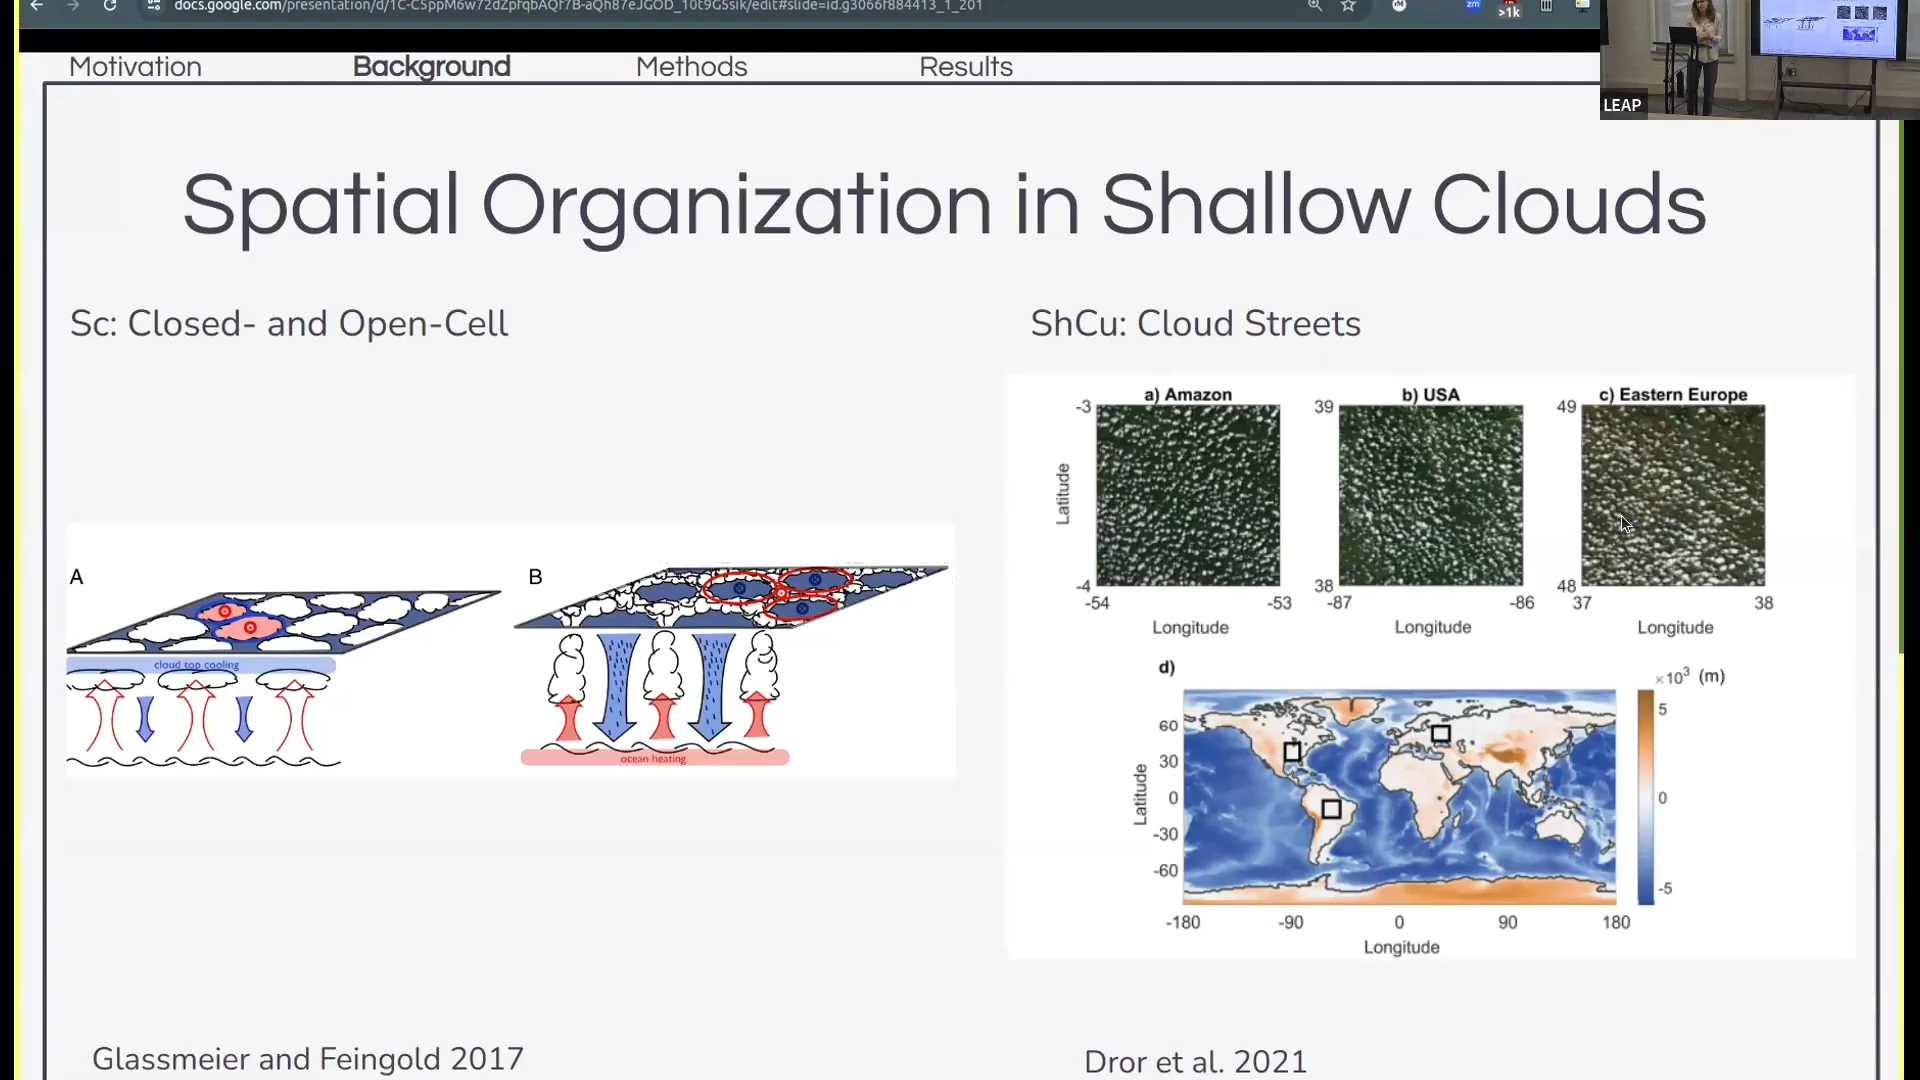 docs.google.com/presentation/d/1C-C5ppM6w72dZpfqbAQf7B-aQh87eJGOD_10t9G5sik/edit#slide=id.g3066f884413_1_201
zm
>1k
LEAP
Motivation Background Methods Results
Spatial Organization in Shallow Clouds
Sc: Closed- and Open-Cell
A
cloud top cooling
B
ocean heating
Glassmeier and Feingold 2017
ShCu: Cloud Streets
a) Amazon b) USA c) Eastern Europe
-3 39 49
Latitude
-4 38 48
-54 -53 -87 -86 37 38
Longitude Longitude Longitude
d)
×10³ (m)
60
30
0
-30
-60
Latitude
5
0
-5
-180 -90 0 90 180
Longitude
Dror et al. 2021